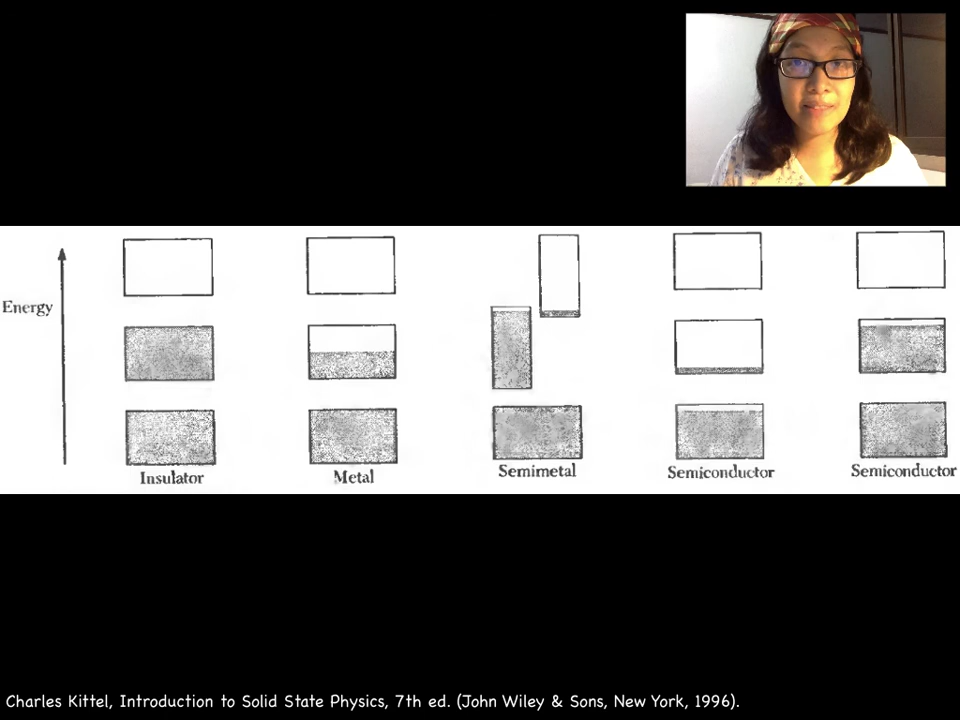 Energy
Insulator
Metal
Semimetal
Semiconductor
Semiconductor
Charles Kittel, Introduction to Solid State Physics, 7th ed. (John Wiley & Sons, New York, 1996).